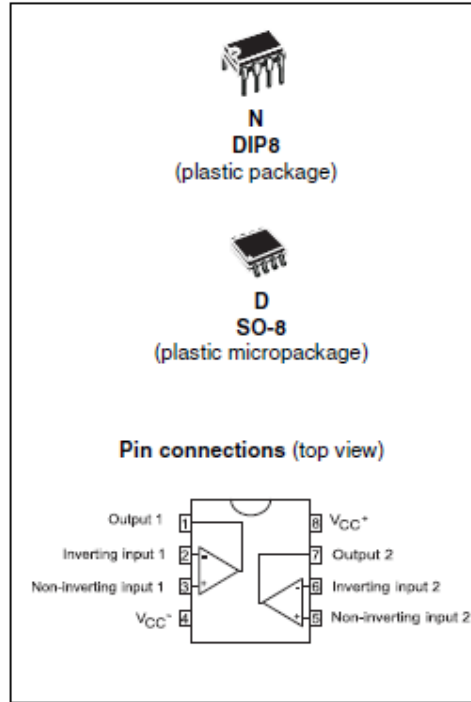 N
DIP8
(plastic package)
D
SO-8
(plastic micropackage)
Pin connections (top view)
Output 1 1
Inverting input 1 2 -
Non-inverting input 1 3 +
VCC- 4
8 VCC+
7 Output 2
- 6 Inverting input 2
+ 5 Non-inverting input 2